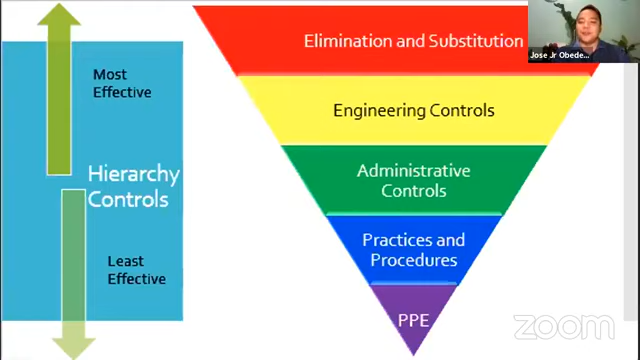 Most
Effective
Hierarchy
Controls
Least
Effective
Elimination and Substitution
Engineering Controls
Administrative
Controls
Practices and
Procedures
PPE
Jose Jr Obede...
zoom